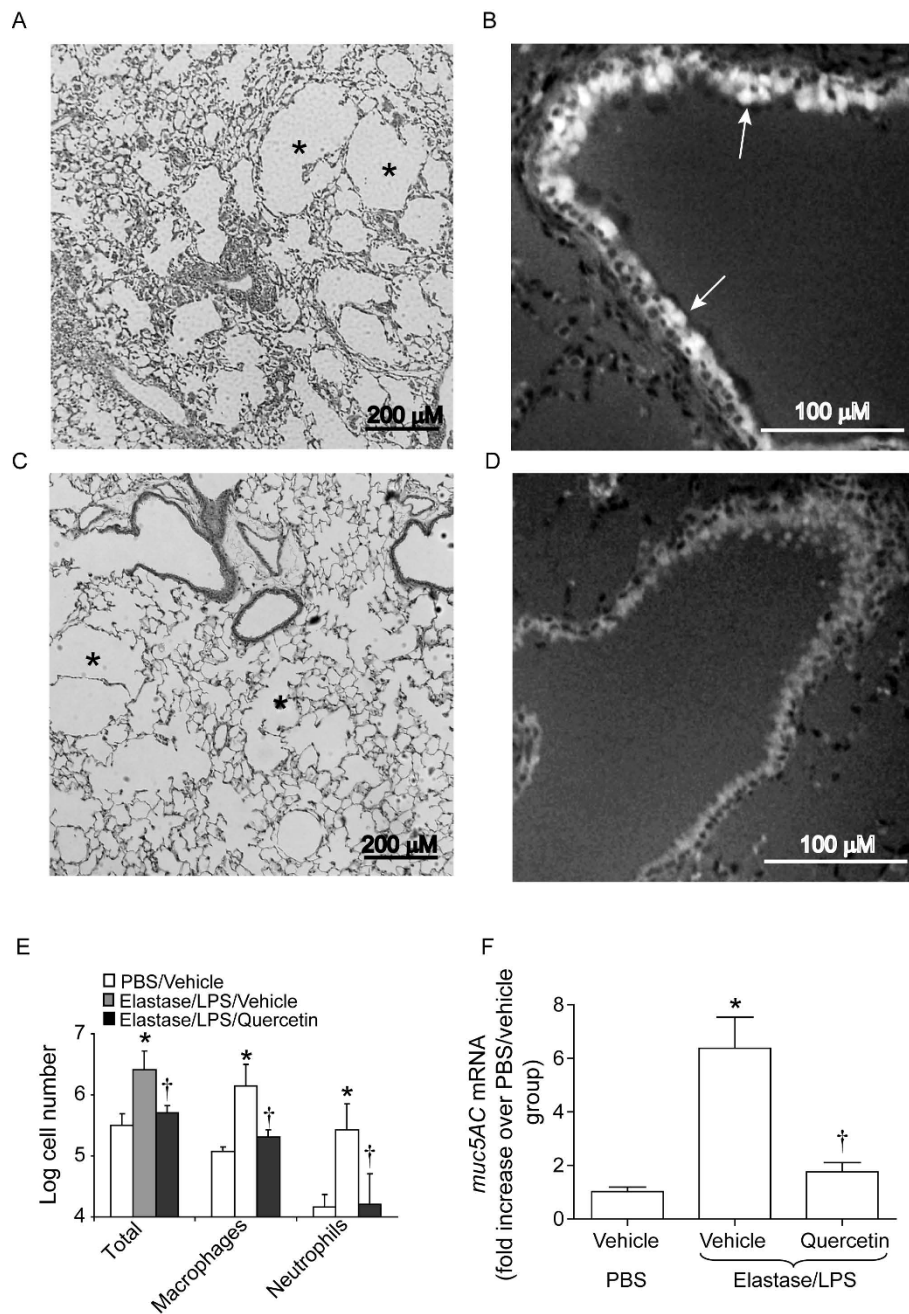 A
B
*
*
200 µM
100 µM
C
D
*
*
200 µM
100 µM
E
PBS/Vehicle
Elastase/LPS/Vehicle
Elastase/LPS/Quercetin
Log cell number
7
6
5
4
*
†
*
†
*
†
Total
Macrophages
Neutrophils
F
muc5AC mRNA
(fold increase over PBS/vehicle
group)
8
6
4
2
0
*
†
Vehicle
Vehicle
Quercetin
PBS
Elastase/LPS